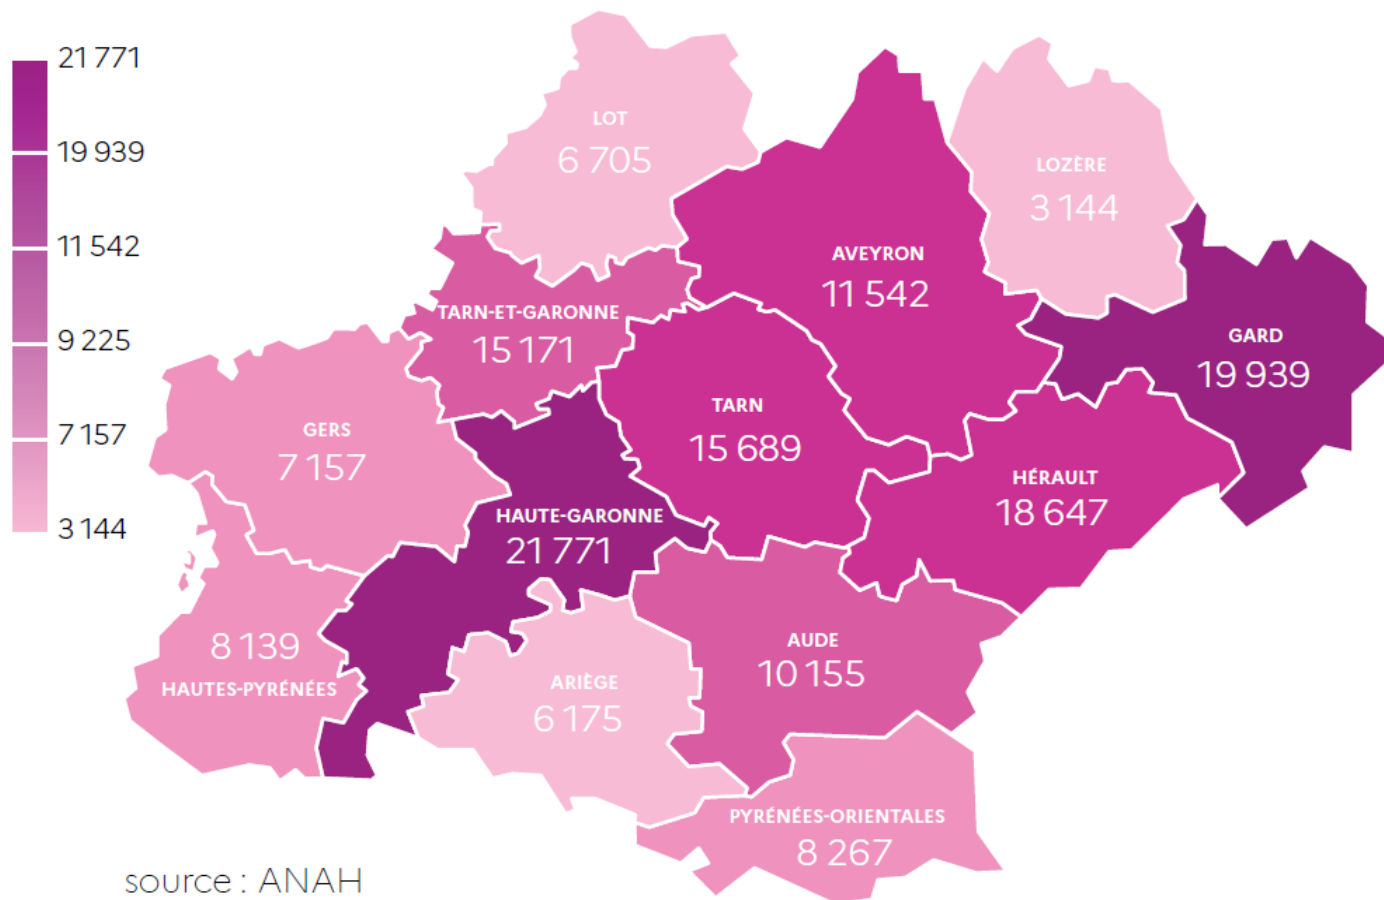 21 771
19 939
11 542
9 225
7 157
3 144
LOT
6 705
LOZÈRE
3 144
AVEYRON
11 542
TARN-ET-GARONNE
15 171
GARD
19 939
TARN
15 689
GERS
7 157
HÉRAULT
18 647
HAUTE-GARONNE
21 771
8 139
HAUTES-PYRÉNÉES
AUDE
10 155
ARIÈGE
6 175
PYRÉNÉES-ORIENTALES
8 267
source : ANAH